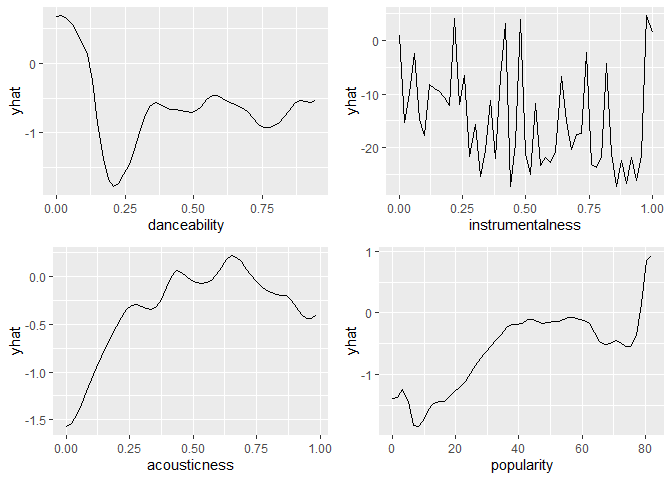 yhat
0
-1
0.00 0.25 0.50 0.75
danceability
yhat
0
-10
-20
0.00 0.25 0.50 0.75 1.00
instrumentalness
yhat
0.0
-0.5
-1.0
-1.5
0.00 0.25 0.50 0.75 1.00
acousticness
yhat
1
0
-1
0 20 40 60 80
popularity